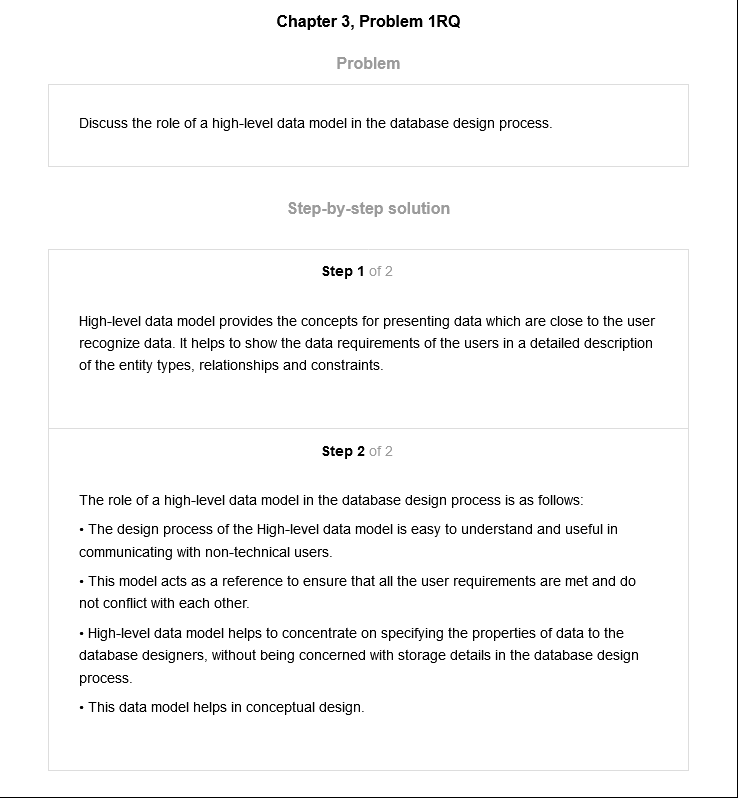 Chapter 3, Problem 1RQ
Problem
Discuss the role of a high-level data model in the database design process.
Step-by-step solution
Step 1 of 2
High-level data model provides the concepts for presenting data which are close to the user
recognize data. It helps to show the data requirements of the users in a detailed description
of the entity types, relationships and constraints.
Step 2 of 2
The role of a high-level data model in the database design process is as follows:
• The design process of the High-level data model is easy to understand and useful in
communicating with non-technical users.
• This model acts as a reference to ensure that all the user requirements are met and do
not conflict with each other.
• High-level data model helps to concentrate on specifying the properties of data to the
database designers, without being concerned with storage details in the database design
process.
• This data model helps in conceptual design.